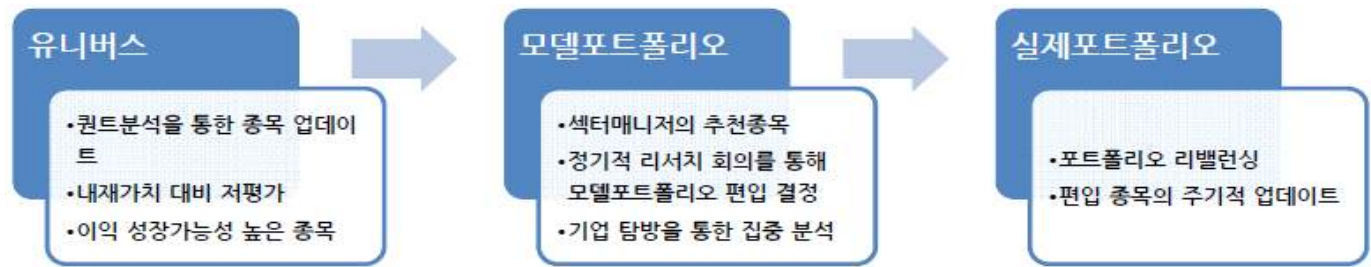 유니버스
•퀀트분석을 통한 종목 업데이
트
•내재가치 대비 저평가
•이익 성장가능성 높은 종목
모델포트폴리오
•섹터매니저의 추천종목
•정기적 리서치 회의를 통해
모델포트폴리오 편입 결정
•기업 탐방을 통한 집중 분석
실제포트폴리오
•포트폴리오 리밸런싱
•편입 종목의 주기적 업데이트